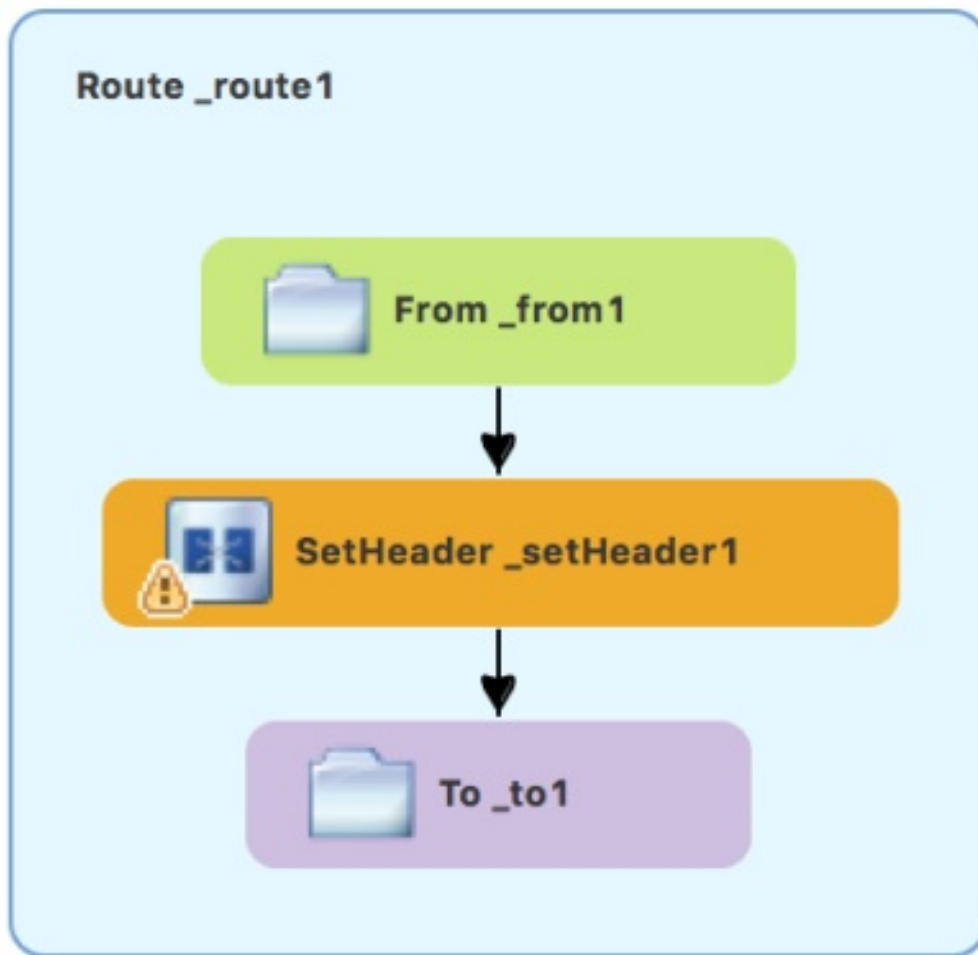 Route _route1
From _from1
SetHeader _setHeader1
To _to1